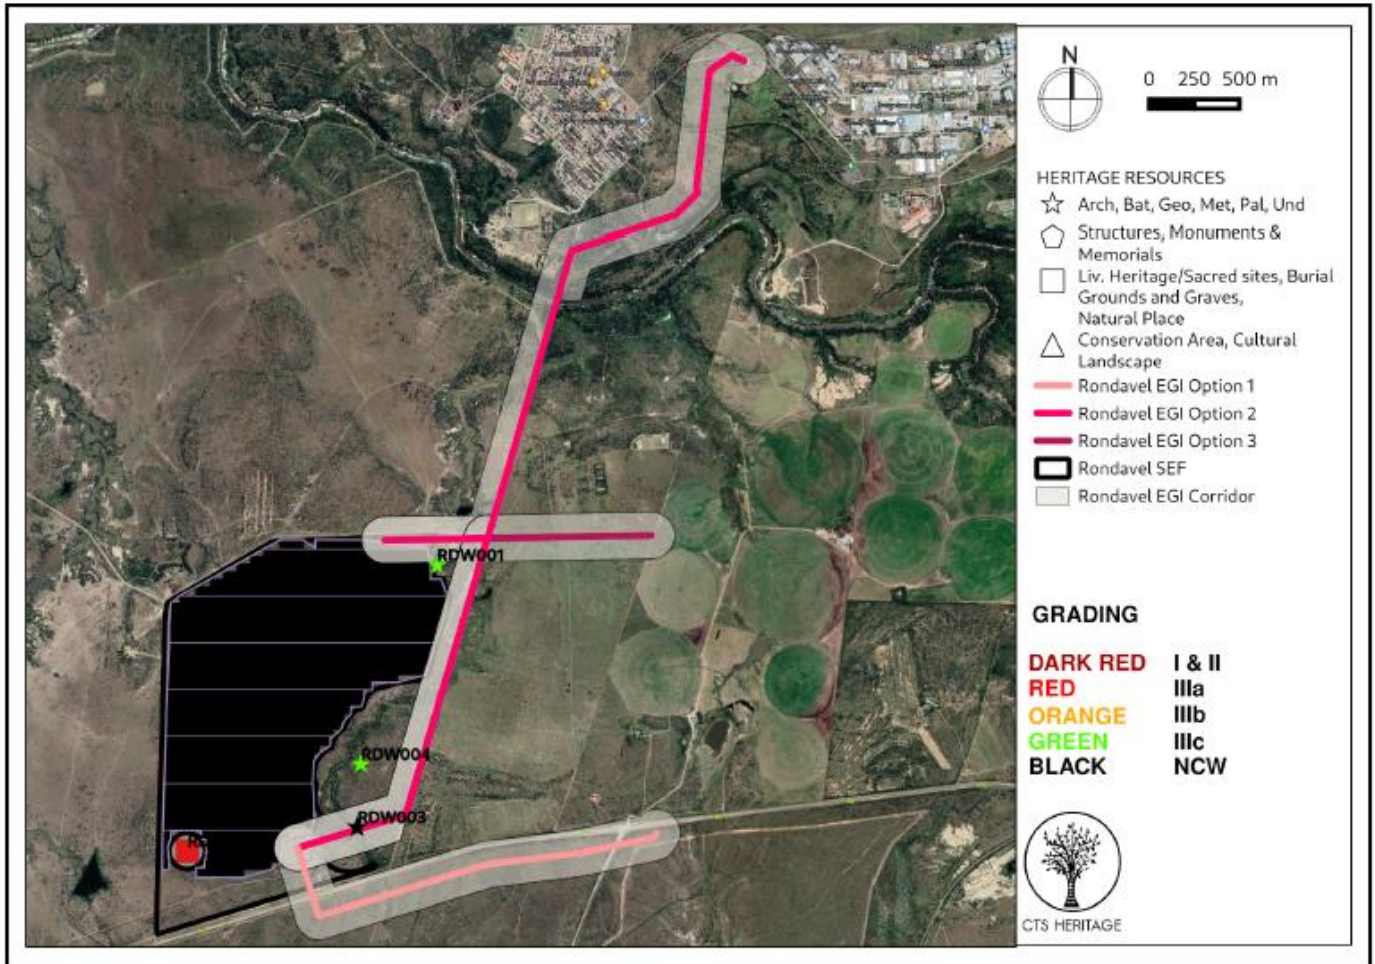 RDW001
RDW004
RDW003
N
0 250 500 m
HERITAGE RESOURCES
Arch, Bat, Geo, Met, Pal, Und
Structures, Monuments &
Memorials
Liv. Heritage/Sacred sites, Burial
Grounds and Graves,
Natural Place
Conservation Area, Cultural
Landscape
Rondavel EGI Option 1
Rondavel EGI Option 2
Rondavel EGI Option 3
Rondavel SEF
Rondavel EGI Corridor
GRADING
DARK RED I & II
RED IIIa
ORANGE IIIb
GREEN IIIc
BLACK NCW
CTS HERITAGE